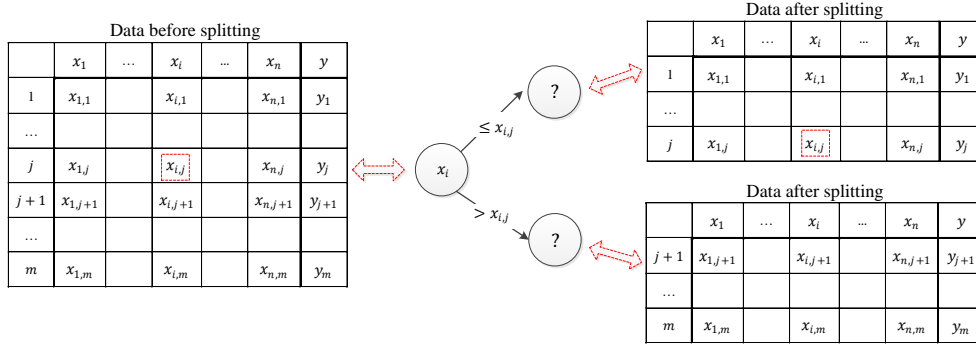 Data before splitting
x₁ … xᵢ ... xₙ y
1 x₁,₁ xᵢ,₁ xₙ,₁ y₁
…
j x₁,ⱼ xᵢ,ⱼ xₙ,ⱼ yⱼ
j + 1 x₁,ⱼ₊₁ xᵢ,ⱼ₊₁ xₙ,ⱼ₊₁ yⱼ₊₁
…
m x₁,ₘ xᵢ,ₘ xₙ,ₘ yₘ
xᵢ
≤ xᵢ,ⱼ
?
> xᵢ,ⱼ
?
Data after splitting
x₁ … xᵢ ... xₙ y
1 x₁,₁ xᵢ,₁ xₙ,₁ y₁
…
j x₁,ⱼ xᵢ,ⱼ xₙ,ⱼ yⱼ
Data after splitting
x₁ … xᵢ ... xₙ y
j + 1 x₁,ⱼ₊₁ xᵢ,ⱼ₊₁ xₙ,ⱼ₊₁ yⱼ₊₁
…
m x₁,ₘ xᵢ,ₘ xₙ,ₘ yₘ